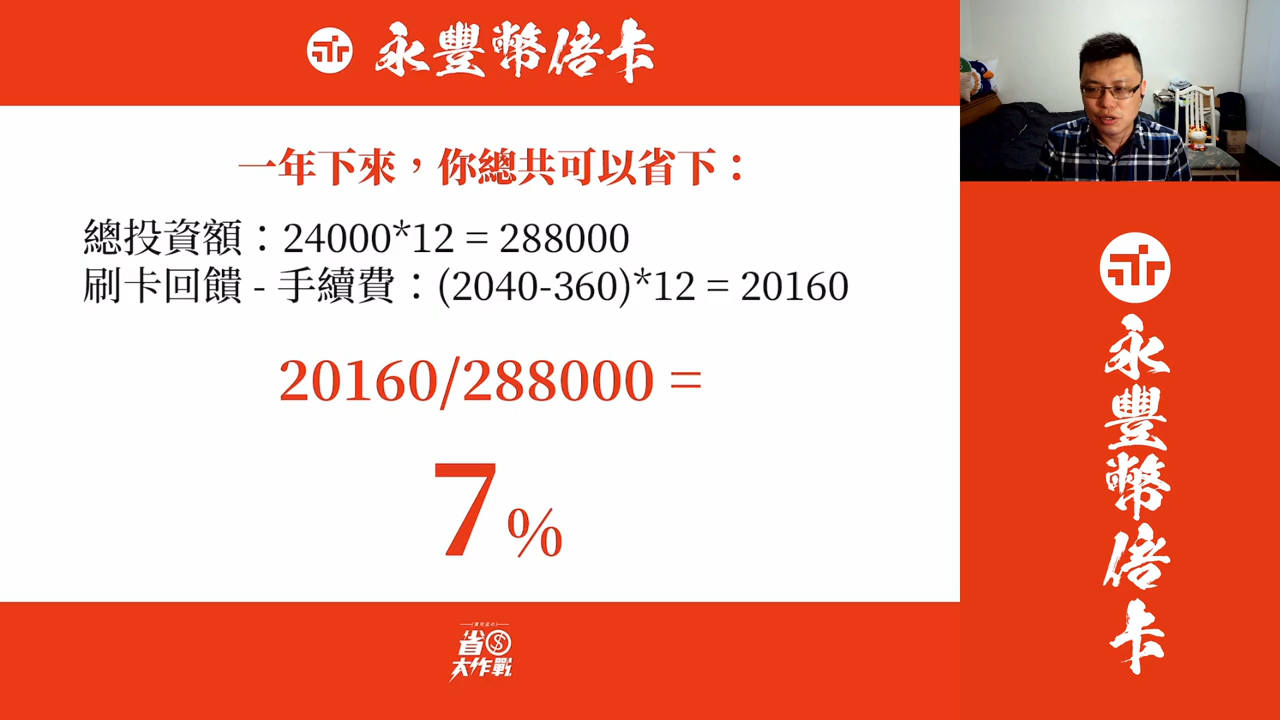 永豐幣倍卡
一年下來，你總共可以省下：
總投資額：24000*12 = 288000
刷卡回饋 - 手續費：(2040-360)*12 = 20160
20160/288000 =
7%
省
大作戰
永豐幣倍卡